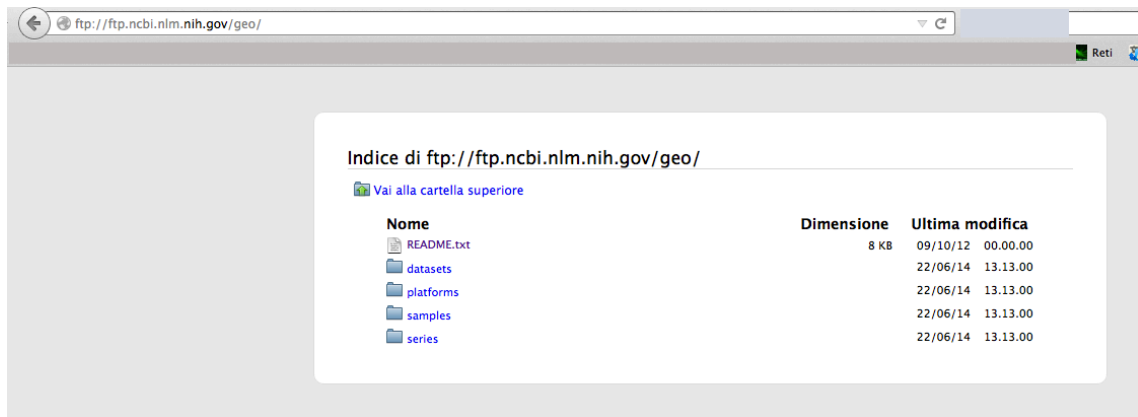 ftp://ftp.ncbi.nlm.nih.gov/geo/
Reti
Indice di ftp://ftp.ncbi.nlm.nih.gov/geo/
Vai alla cartella superiore
Nome Dimensione Ultima modifica
README.txt 8 KB 09/10/12 00.00.00
datasets 22/06/14 13.13.00
platforms 22/06/14 13.13.00
samples 22/06/14 13.13.00
series 22/06/14 13.13.00